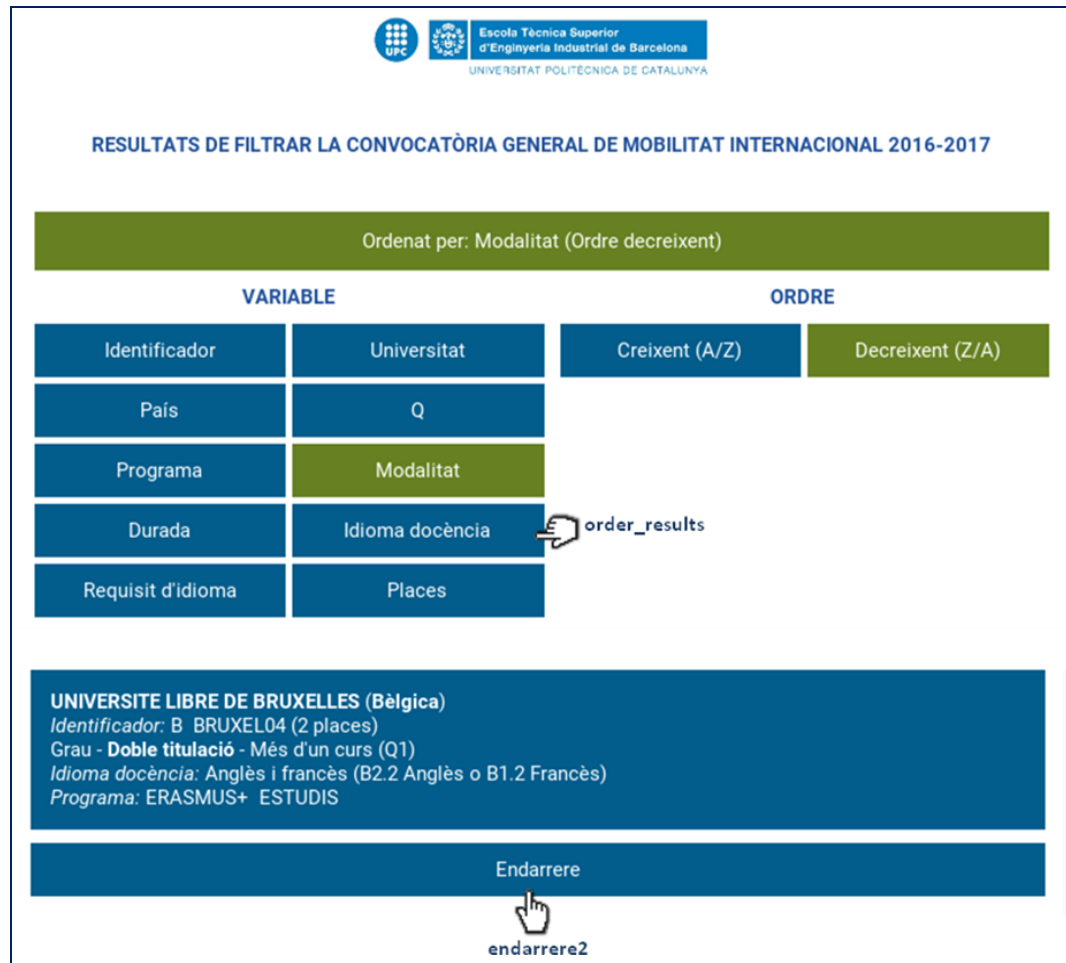 UPC
Escola Tècnica Superior
d'Enginyeria Industrial de Barcelona
UNIVERSITAT POLITÈCNICA DE CATALUNYA
RESULTATS DE FILTRAR LA CONVOCATÒRIA GENERAL DE MOBILITAT INTERNACIONAL 2016-2017
Ordenat per: Modalitat (Ordre decreixent)
VARIABLE
ORDRE
Identificador
Universitat
Creixent (A/Z)
Decreixent (Z/A)
País
Q
Programa
Modalitat
Durada
Idioma docència
order_results
Requisit d'idioma
Places
UNIVERSITE LIBRE DE BRUXELLES (Bèlgica)
Identificador: B BRUXEL04 (2 places)
Grau - Doble titulació - Més d'un curs (Q1)
Idioma docència: Anglès i francès (B2.2 Anglès o B1.2 Francès)
Programa: ERASMUS+ ESTUDIS
Endarrere
endarrere2